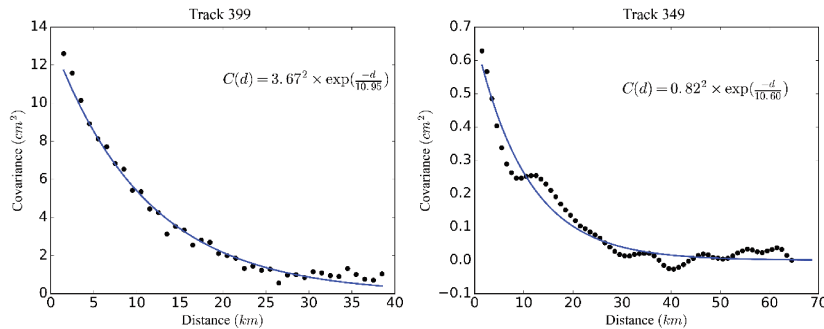 Track 399
14
12
10
8
6
4
2
0
0 5 10 15 20 25 30 35 40
Covariance (cm²)
Distance (km)
C(d) = 3.67² × exp(-d/10.95)
Track 349
0.7
0.6
0.5
0.4
0.3
0.2
0.1
0.0
−0.1
0 10 20 30 40 50 60 70
Covariance (cm²)
Distance (km)
C(d) = 0.82² × exp(-d/10.60)